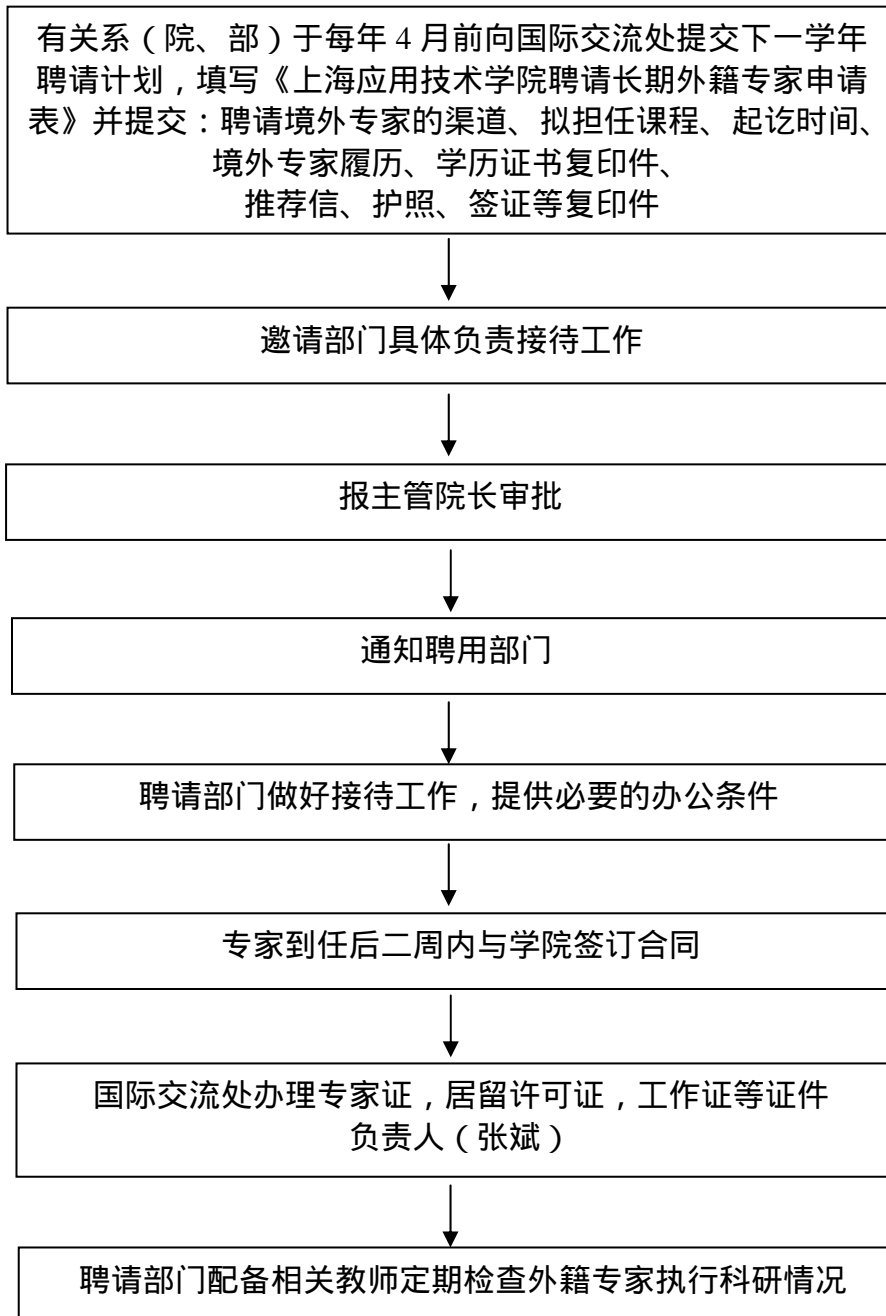 有关系（院、部）于每年 4 月前向国际交流处提交下一学年
聘请计划，填写《上海应用技术学院聘请长期外籍专家申请
表》并提交：聘请境外专家的渠道、拟担任课程、起讫时间、
境外专家履历、学历证书复印件、
推荐信、护照、签证等复印件
邀请部门具体负责接待工作
报主管院长审批
通知聘用部门
聘请部门做好接待工作，提供必要的办公条件
专家到任后二周内与学院签订合同
国际交流处办理专家证，居留许可证，工作证等证件
负责人（张斌）
聘请部门配备相关教师定期检查外籍专家执行科研情况